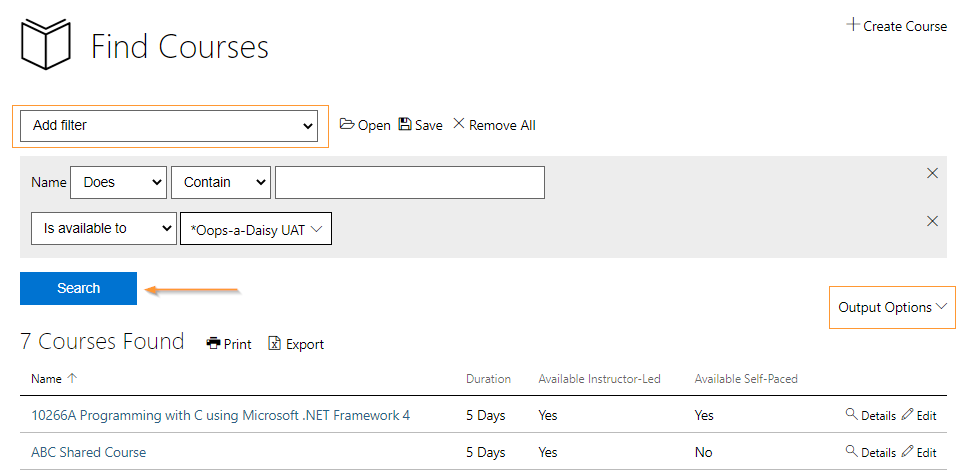 Create Course
Find Courses
Add filter Open Save Remove All
Name Does Contain
Is available to *Oops-a-Daisy UAT
Search
Output Options
7 Courses Found Print Export
Name Duration Available Instructor-Led Available Self-Paced
10266A Programming with C using Microsoft .NET Framework 4 5 Days Yes Yes Details Edit
ABC Shared Course 5 Days Yes No Details Edit